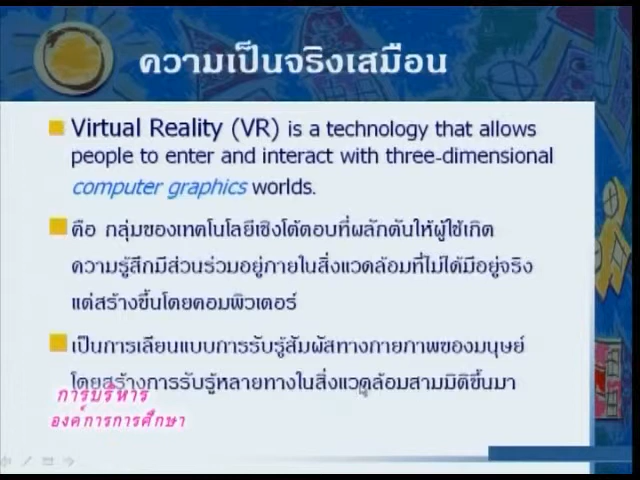 ความเป็นจริงเสมือน
Virtual Reality (VR) is a technology that allows
people to enter and interact with three-dimensional
computer graphics worlds.
คือ กลุ่มของเทคโนโลยีเชิงโต้ตอบที่ผลักดันให้ผู้ใช้เกิด
ความรู้สึกมีส่วนร่วมอยู่ภายในสิ่งแวดล้อมที่ไม่ได้มีอยู่จริง
แต่สร้างขึ้นโดยคอมพิวเตอร์
เป็นการเลียนแบบการรับรู้สัมผัสทางกายภาพของมนุษย์
โดยสร้างการรับรู้หลายทางในสิ่งแวดล้อมสามมิติขึ้นมา
การบริหาร
องค์การการศึกษา